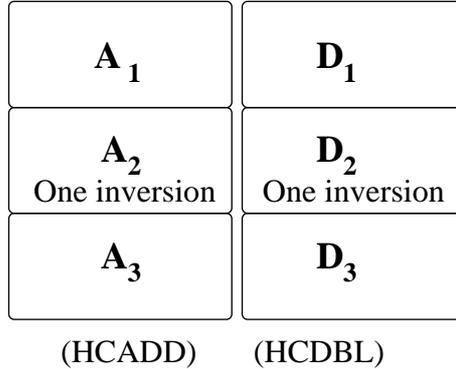 A1 D1
A2 D2
One inversion One inversion
A3 D3
(HCADD) (HCDBL)